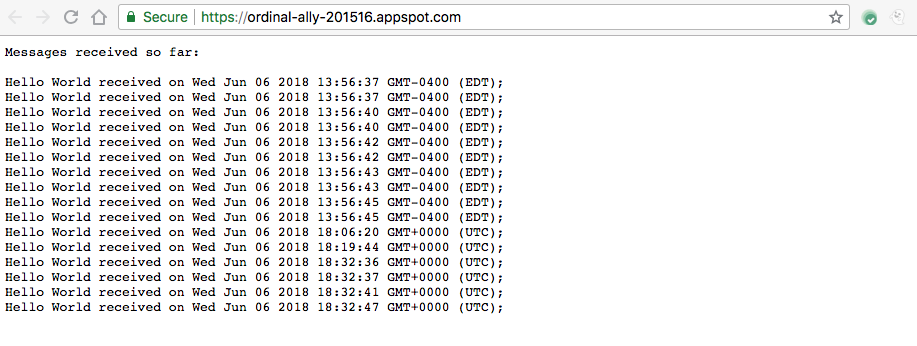 Secure https://ordinal-ally-201516.appspot.com
Messages received so far:
Hello World received on Wed Jun 06 2018 13:56:37 GMT-0400 (EDT);
Hello World received on Wed Jun 06 2018 13:56:37 GMT-0400 (EDT);
Hello World received on Wed Jun 06 2018 13:56:40 GMT-0400 (EDT);
Hello World received on Wed Jun 06 2018 13:56:40 GMT-0400 (EDT);
Hello World received on Wed Jun 06 2018 13:56:42 GMT-0400 (EDT);
Hello World received on Wed Jun 06 2018 13:56:42 GMT-0400 (EDT);
Hello World received on Wed Jun 06 2018 13:56:43 GMT-0400 (EDT);
Hello World received on Wed Jun 06 2018 13:56:43 GMT-0400 (EDT);
Hello World received on Wed Jun 06 2018 13:56:45 GMT-0400 (EDT);
Hello World received on Wed Jun 06 2018 13:56:45 GMT-0400 (EDT);
Hello World received on Wed Jun 06 2018 18:06:20 GMT+0000 (UTC);
Hello World received on Wed Jun 06 2018 18:19:44 GMT+0000 (UTC);
Hello World received on Wed Jun 06 2018 18:32:36 GMT+0000 (UTC);
Hello World received on Wed Jun 06 2018 18:32:37 GMT+0000 (UTC);
Hello World received on Wed Jun 06 2018 18:32:41 GMT+0000 (UTC);
Hello World received on Wed Jun 06 2018 18:32:47 GMT+0000 (UTC);